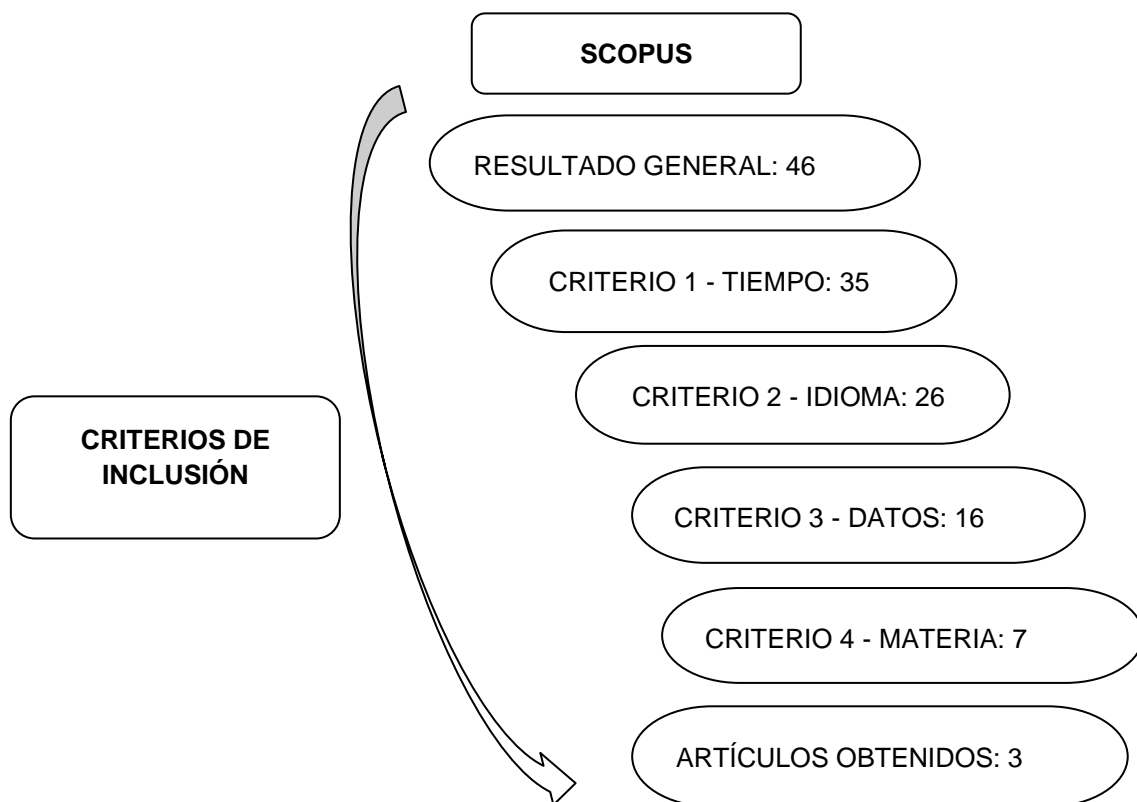 SCOPUS
RESULTADO GENERAL: 46
CRITERIO 1 - TIEMPO: 35
CRITERIO 2 - IDIOMA: 26
CRITERIOS DE
INCLUSIÓN
CRITERIO 3 - DATOS: 16
CRITERIO 4 - MATERIA: 7
ARTÍCULOS OBTENIDOS: 3